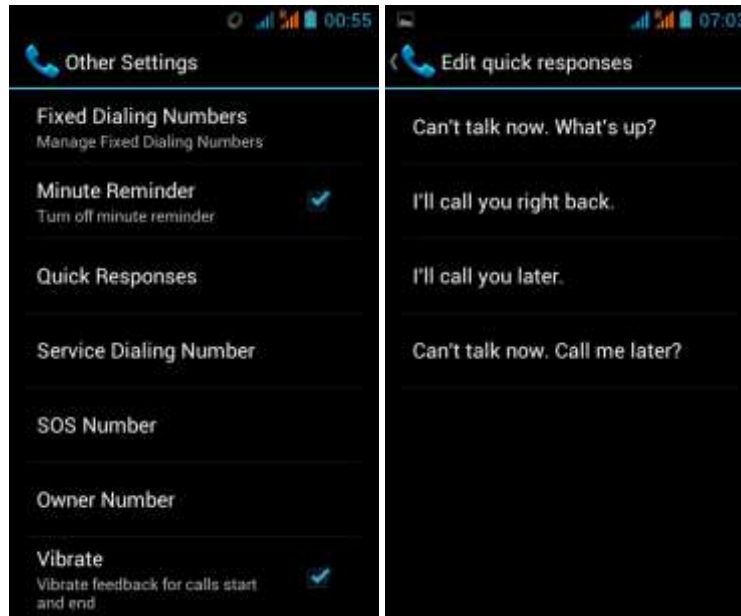 00:55
Other Settings
Fixed Dialing Numbers
Manage Fixed Dialing Numbers
Minute Reminder
Turn off minute reminder
Quick Responses
Service Dialing Number
SOS Number
Owner Number
Vibrate
Vibrate feedback for calls start
and end
07:03
Edit quick responses
Can't talk now. What's up?
I'll call you right back.
I'll call you later.
Can't talk now. Call me later?